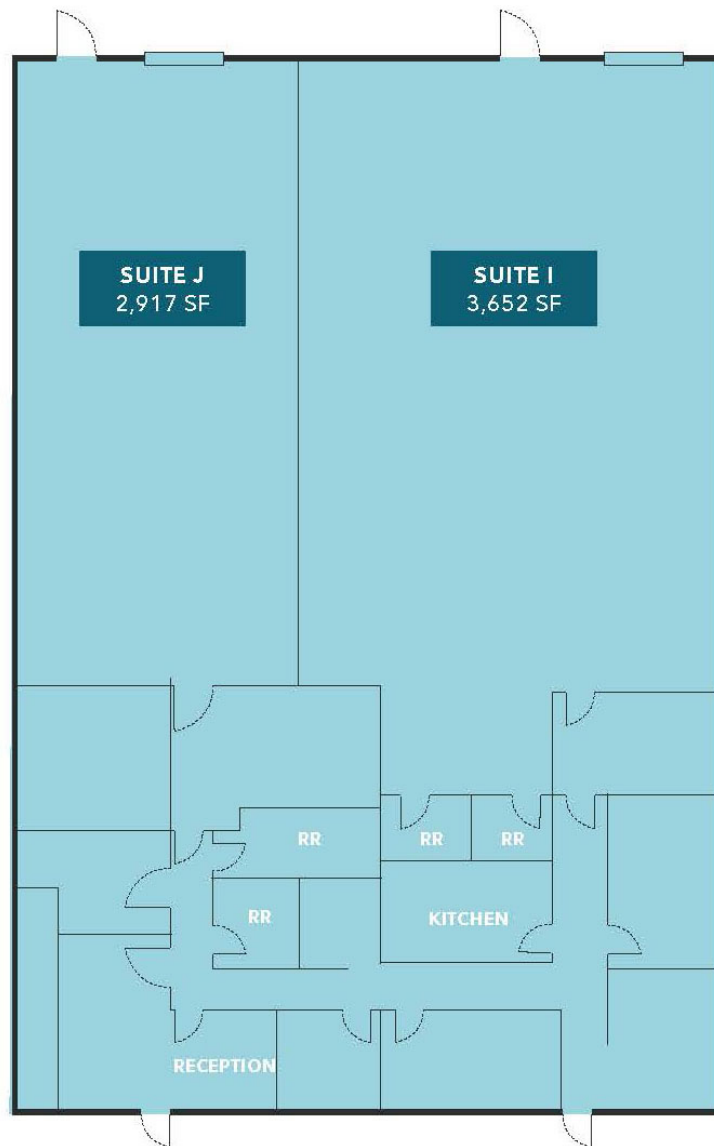 SUITE J
2,917 SF
SUITE I
3,652 SF
RR
RR
RR
RR
KITCHEN
RECEPTION